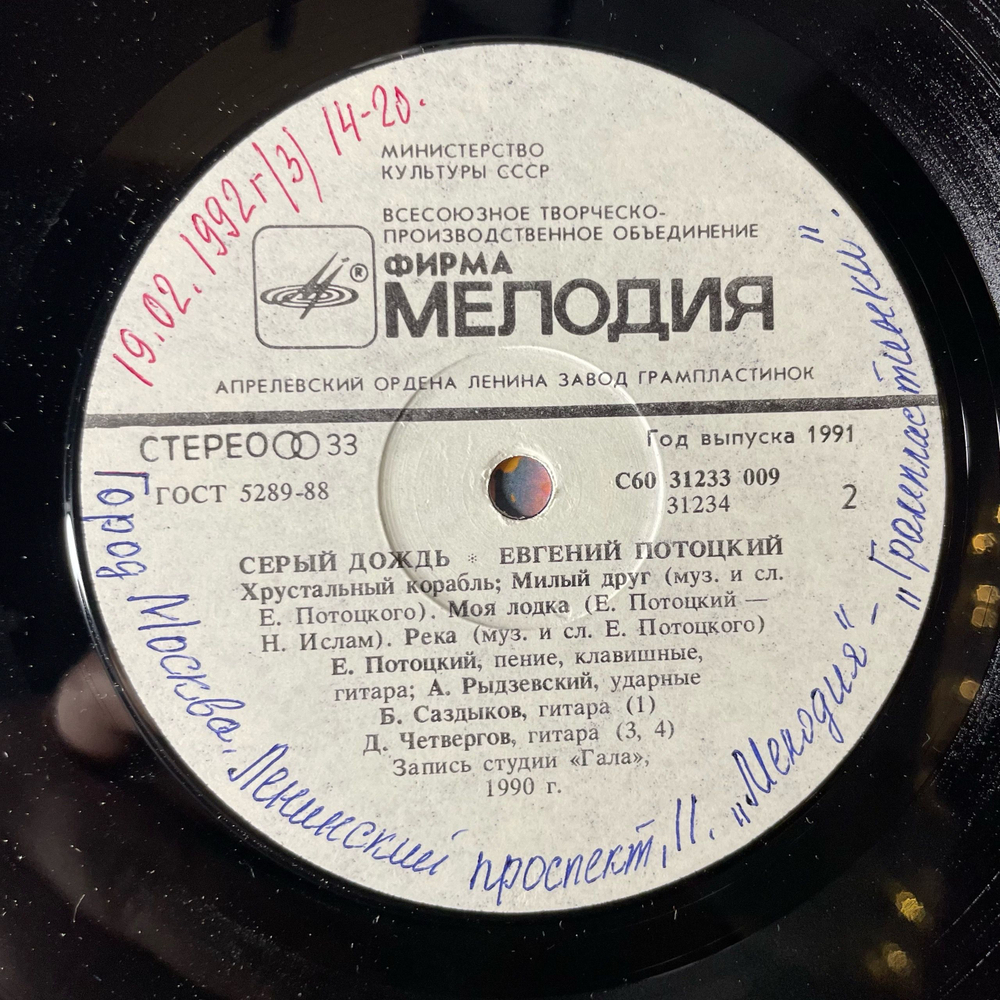 19.02.1992 г (3) 14-20.
МИНИСТЕРСТВО
КУЛЬТУРЫ СССР
ВСЕСОЮЗНОЕ ТВОРЧЕСКО-
ПРОИЗВОДСТВЕННОЕ ОБЪЕДИНЕНИЕ
ФИРМА
®
МЕЛОДИЯ
АПРЕЛЕВСКИЙ ОРДЕНА ЛЕНИНА ЗАВОД ГРАМПЛАСТИНОК
СТЕРЕО 33
Год выпуска 1991
ГОСТ 5289-88
С60 31233 009
31234
2
СЕРЫЙ ДОЖДЬ * ЕВГЕНИЙ ПОТОЦКИЙ
Хрустальный корабль; Милый друг (муз. и сл.
Е. Потоцкого). Моя лодка (Е. Потоцкий —
Н. Ислам). Река (муз. и сл. Е. Потоцкого)
Е. Потоцкий, пение, клавишные,
гитара; А. Рыдзевский, ударные
Б. Саздыков, гитара (1)
Д. Четвергов, гитара (3, 4)
Запись студии «Гала»,
1990 г.
Город Москва. Ленинский проспект, 11. „Мелодия“ - „Грампластинки“.